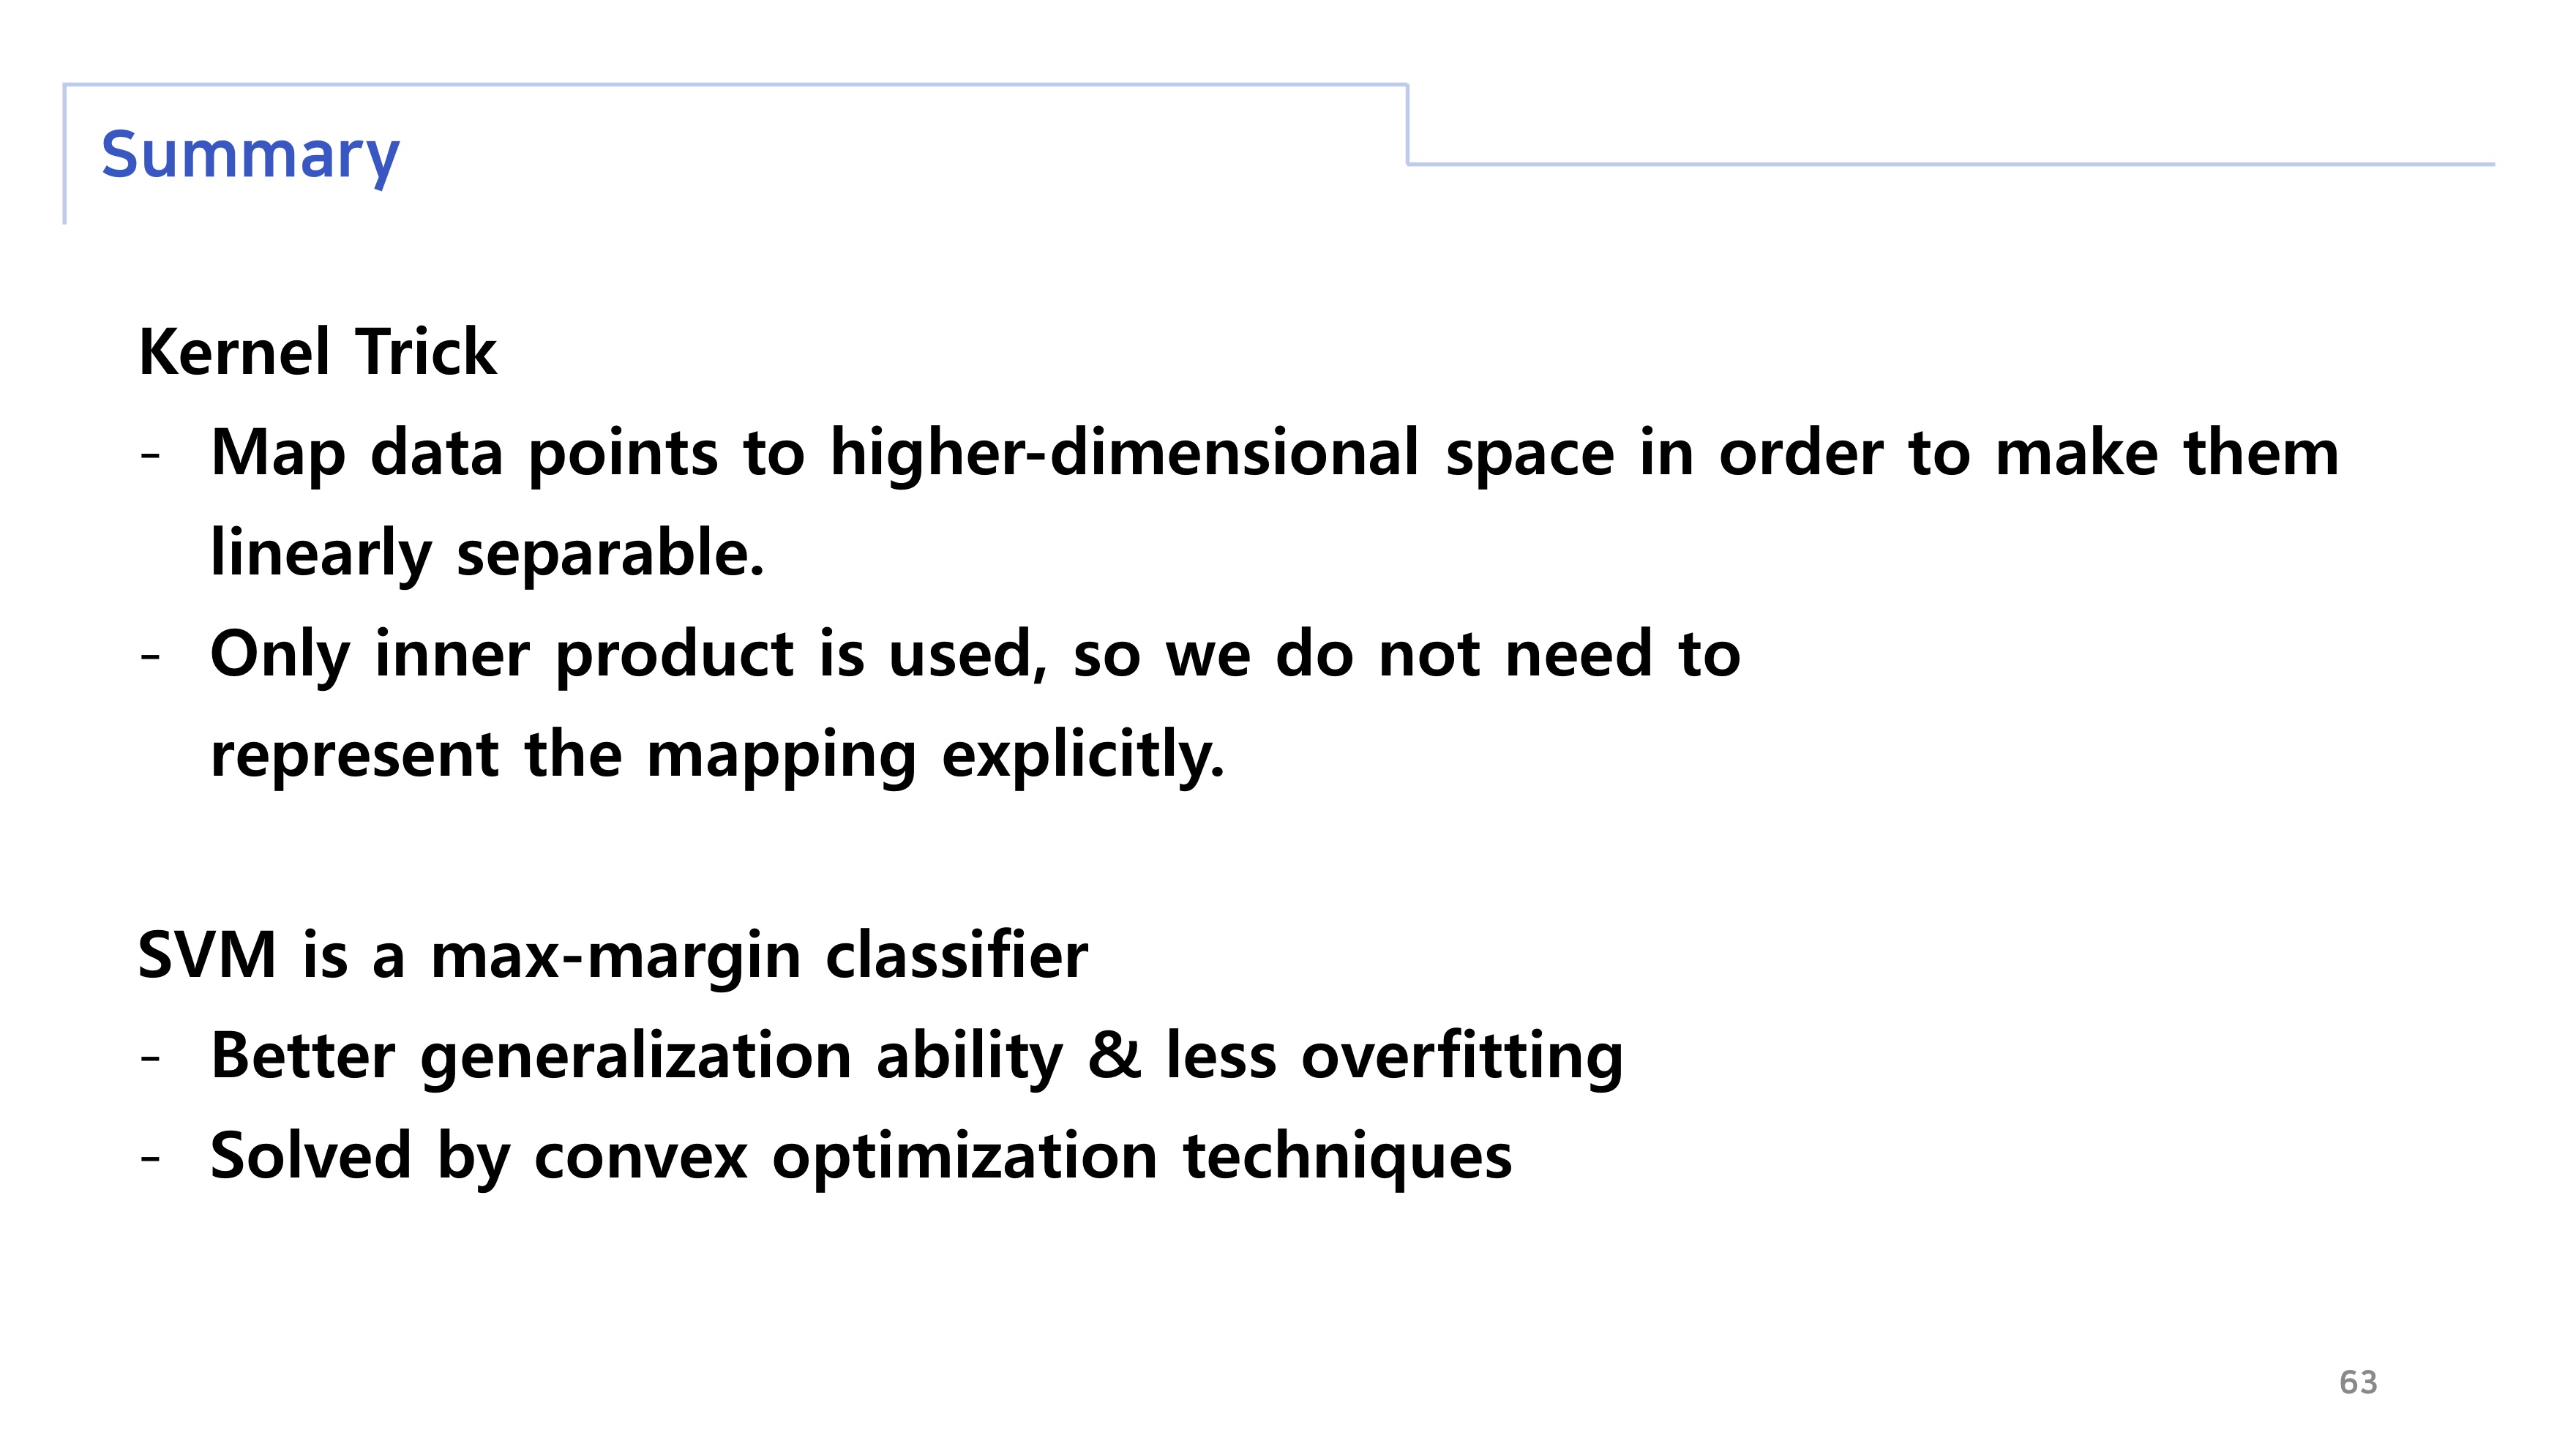 Summary
Kernel Trick
- Map data points to higher-dimensional space in order to make them
linearly separable.
- Only inner product is used, so we do not need to
represent the mapping explicitly.
SVM is a max-margin classifier
- Better generalization ability & less overfitting
- Solved by convex optimization techniques
63